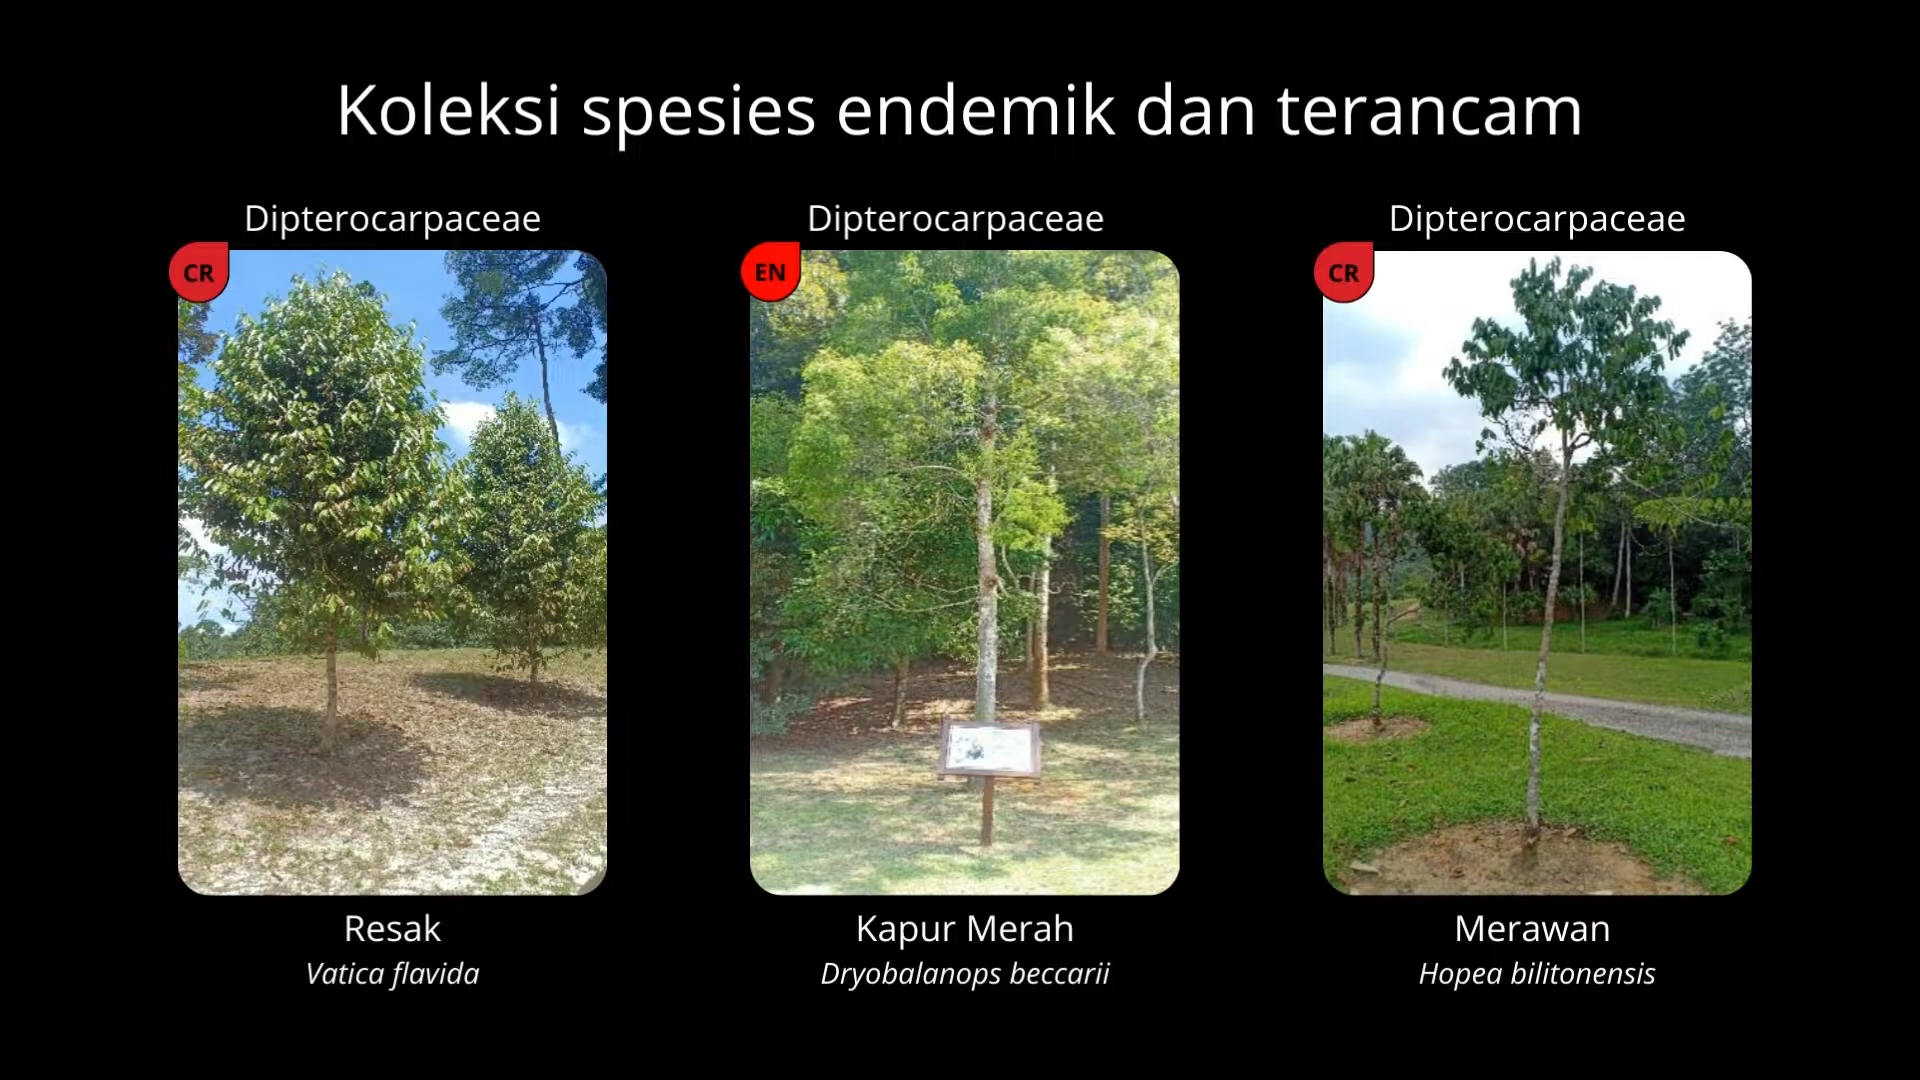 Koleksi spesies endemik dan terancam
Dipterocarpaceae
CR
Resak
Vatica flavida
Dipterocarpaceae
EN
Kapur Merah
Dryobalanops beccarii
Dipterocarpaceae
CR
Merawan
Hopea bilitonensis